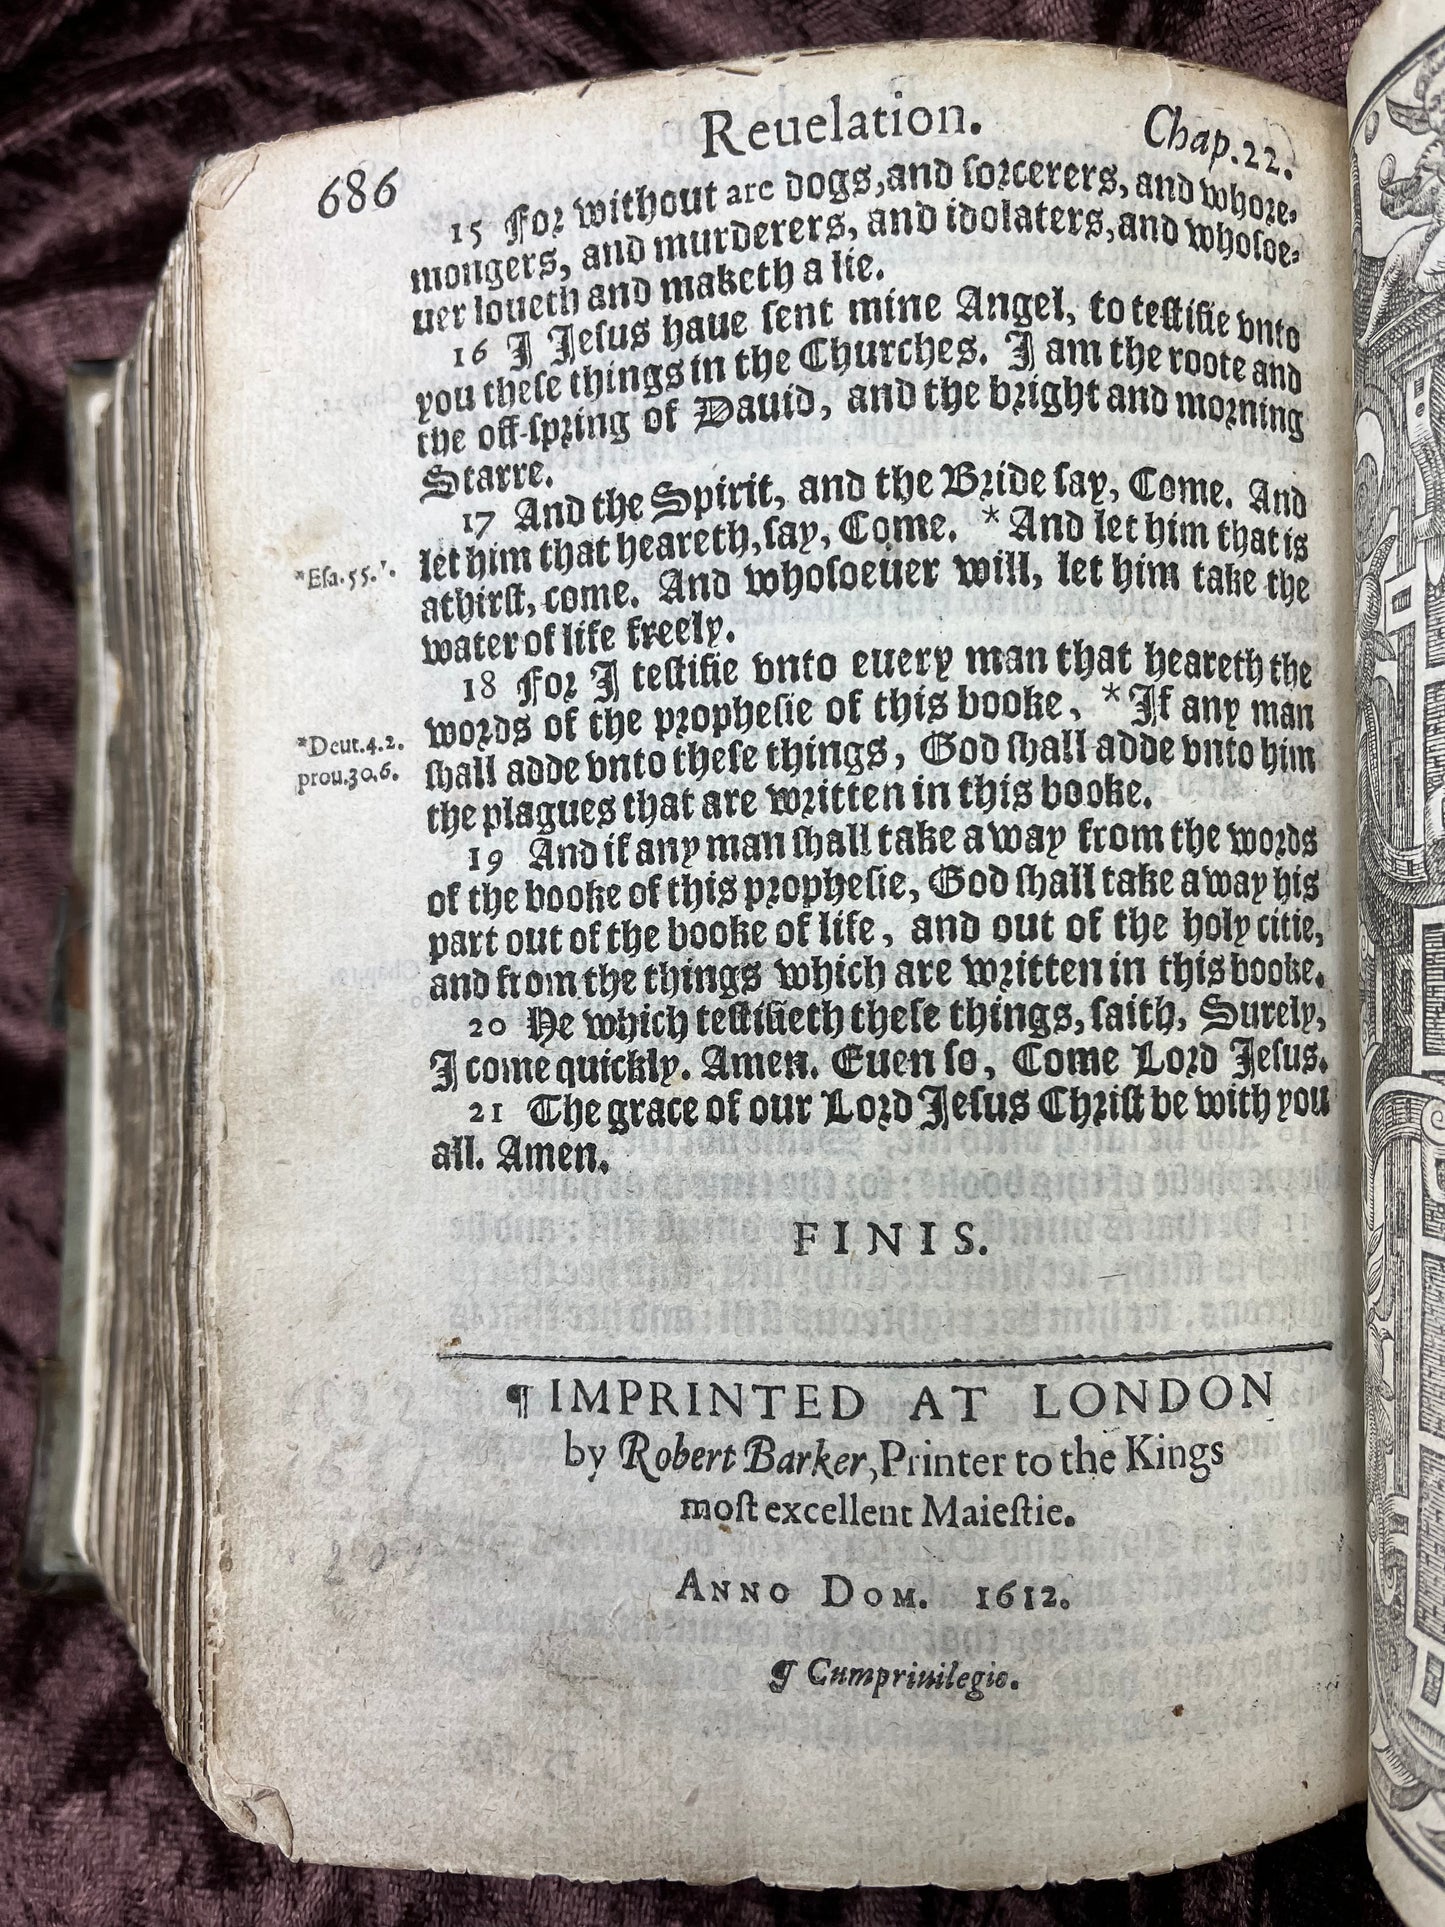 686 Reuelation. Chap.22.
15 For without are dogs,and sorcerers, and whore-
mongers, and murderers, and idolaters,and whosoe-
uer loueth and maketh a lie.
16 I Jesus haue sent mine Angel, to testifie vnto
you these things in the Churches. I am the roote and
the off-spring of Dauid, and the bright and morning
Starre.
17 And the Spirit, and the Bride say, Come. And
let him that heareth,say, Come. *And let him that is
*Esa.55.1.
athirst, come. And whosoeuer will, let him take the
water of life freely.
18 For I testifie vnto euery man that heareth the
words of the prophesie of this booke, *If any man
*Deut.4.2.
prou.30.6.
shall adde vnto these things, God shall adde vnto him
the plagues that are written in this booke.
19 And if any man shall take away from the words
of the booke of this prophesie, God shall take away his
part out of the booke of life, and out of the holy citie,
and from the things which are written in this booke.
20 He which testifieth these things, saith, Surely,
I come quickly. Amen. Euen so, Come Lord Jesus.
21 The grace of our Lord Jesus Christ be with you
all. Amen.
FINIS.
¶ IMPRINTED AT LONDON
by Robert Barker, Printer to the Kings
most excellent Maiestie.
ANNO DOM. 1612.
¶ Cumpriuilegio.